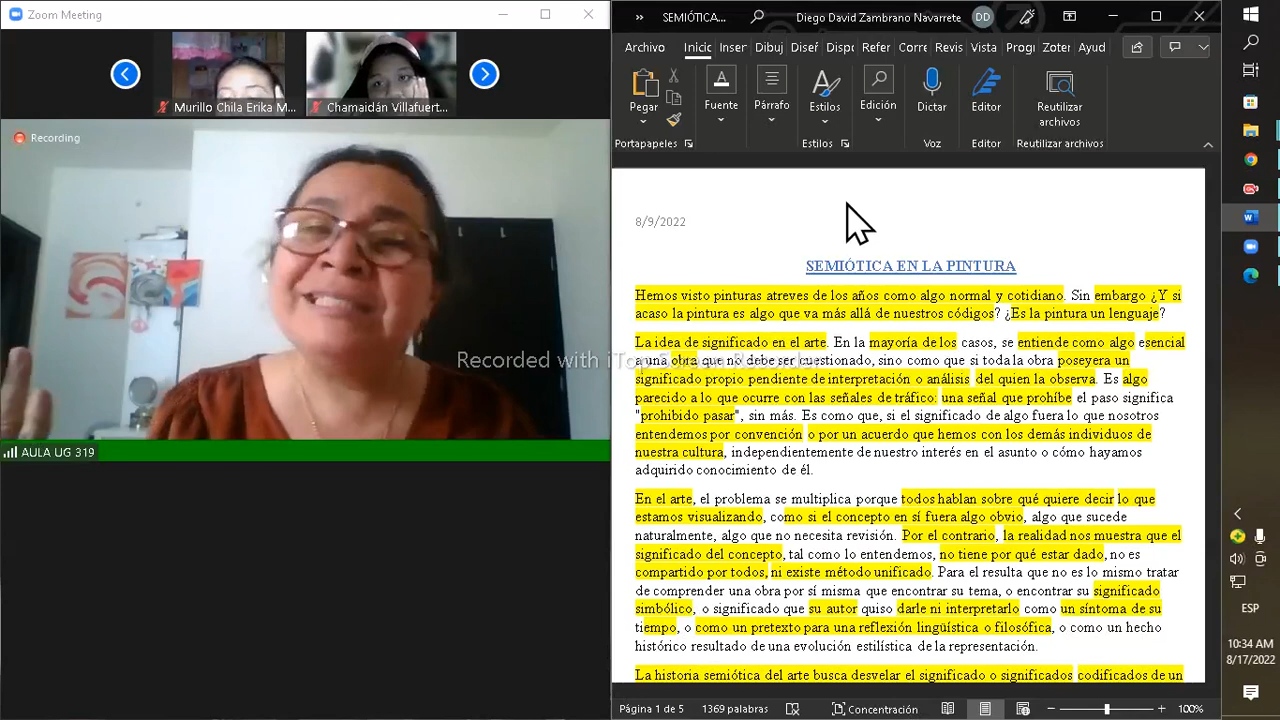 Zoom Meeting
Murillo Chila Erika M...
Chamaidán Villafuert...
Recording
AULA UG 319
Recorded with iTop Screen Recorder
SEMIÓTICA...
Diego David Zambrano Navarrete
DD
Archivo Inicic Inser Dibuj Diseñ Dispo Refer Corre Revis Vista Progr Zoter Ayud
Pegar
Fuente
Párrafo
Estilos
Edición
Dictar
Editor
Reutilizar
archivos
Portapapeles
Estilos
Voz
Editor
Reutilizar archivos
8/9/2022
SEMIÓTICA EN LA PINTURA
Hemos visto pinturas atreves de los años como algo normal y cotidiano. Sin embargo ¿Y si
acaso la pintura es algo que va más allá de nuestros códigos? ¿Es la pintura un lenguaje?
La idea de significado en el arte. En la mayoría de los casos, se entiende como algo esencial
a una obra que no debe ser cuestionado, sino como que si toda la obra poseyera un
significado propio pendiente de interpretación o análisis del quien la observa. Es algo
parecido a lo que ocurre con las señales de tráfico: una señal que prohíbe el paso significa
"prohibido pasar", sin más. Es como que, si el significado de algo fuera lo que nosotros
entendemos por convención o por un acuerdo que hemos con los demás individuos de
nuestra cultura, independientemente de nuestro interés en el asunto o cómo hayamos
adquirido conocimiento de él.
En el arte, el problema se multiplica porque todos hablan sobre qué quiere decir lo que
estamos visualizando, como si el concepto en sí fuera algo obvio, algo que sucede
naturalmente, algo que no necesita revisión. Por el contrario, la realidad nos muestra que el
significado del concepto, tal como lo entendemos, no tiene por qué estar dado, no es
compartido por todos, ni existe método unificado. Para el resulta que no es lo mismo tratar
de comprender una obra por sí misma que encontrar su tema, o encontrar su significado
simbólico, o significado que su autor quiso darle ni interpretarlo como un síntoma de su
tiempo, o como un pretexto para una reflexión lingüística o filosófica, o como un hecho
histórico resultado de una evolución estilística de la representación.
La historia semiótica del arte busca desvelar el significado o significados codificados de un
Página 1 de 5
1369 palabras
Concentración
100%
ESP
10:34 AM
8/17/2022